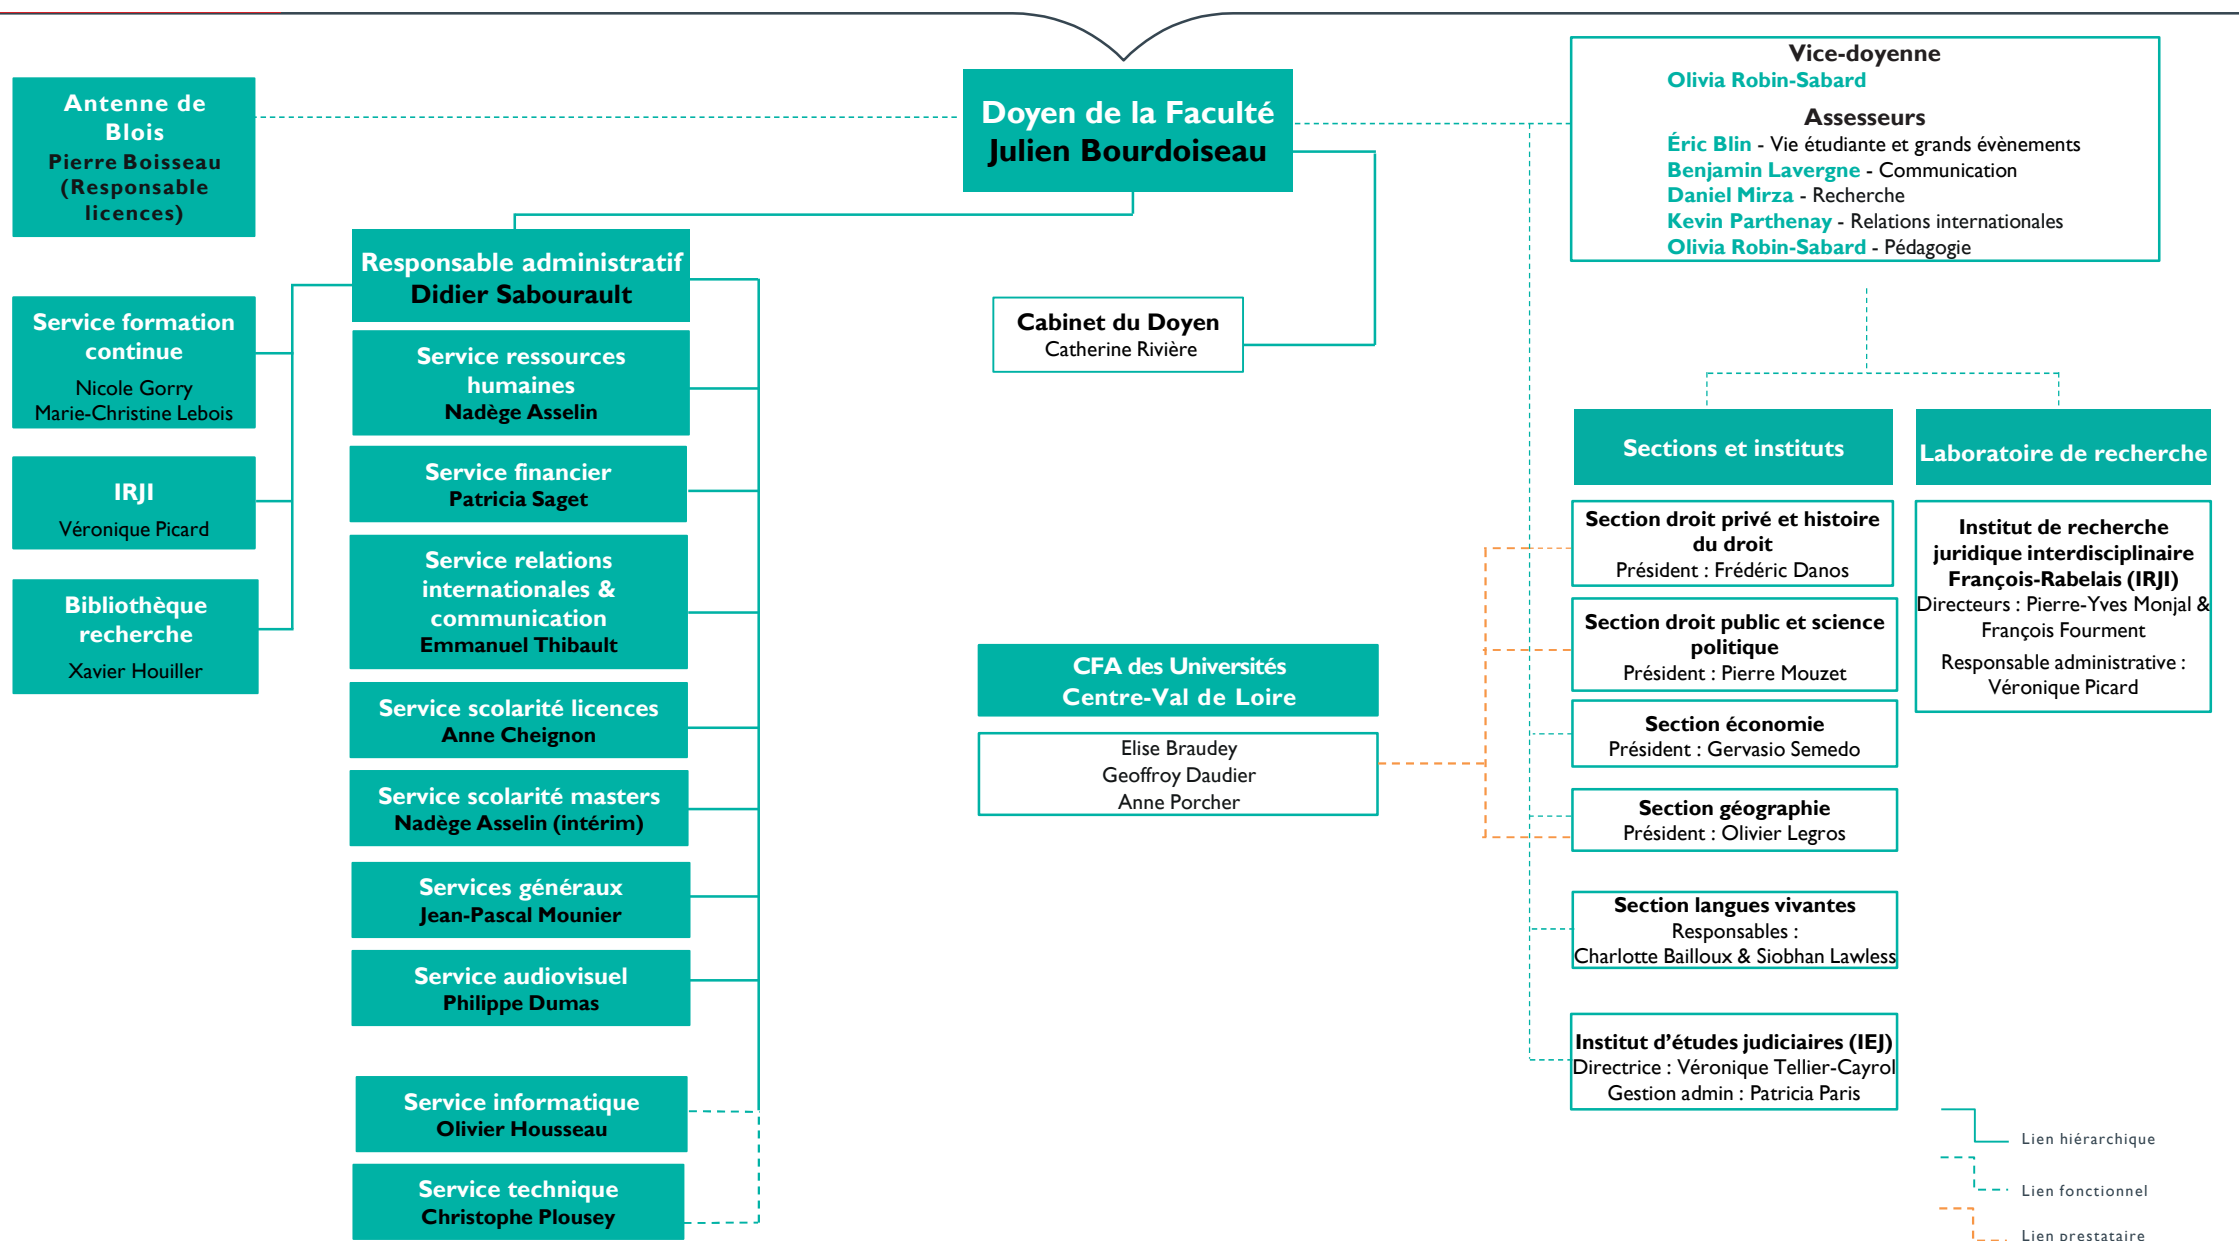 Antenne de
Blois
Pierre Boisseau
(Responsable
licences)
Doyen de la Faculté
Julien Bourdoiseau
Vice-doyenne
Olivia Robin-Sabard
Assesseurs
Éric Blin - Vie étudiante et grands évènements
Benjamin Lavergne - Communication
Daniel Mirza - Recherche
Kevin Parthenay - Relations internationales
Olivia Robin-Sabard - Pédagogie
Responsable administratif
Didier Sabourault
Cabinet du Doyen
Catherine Rivière
Service formation
continue
Nicole Gorry
Marie-Christine Lebois
IRJI
Véronique Picard
Bibliothèque
recherche
Xavier Houiller
Service ressources
humaines
Nadège Asselin
Service financier
Patricia Saget
Service relations
internationales &
communication
Emmanuel Thibault
Service scolarité licences
Anne Cheignon
Service scolarité masters
Nadège Asselin (intérim)
Services généraux
Jean-Pascal Mounier
Service audiovisuel
Philippe Dumas
Service informatique
Olivier Housseau
Service technique
Christophe Plousey
CFA des Universités
Centre-Val de Loire
Elise Braudey
Geoffroy Daudier
Anne Porcher
Sections et instituts
Section droit privé et histoire
du droit
Président : Frédéric Danos
Section droit public et science
politique
Président : Pierre Mouzet
Section économie
Président : Gervasio Semedo
Section géographie
Président : Olivier Legros
Section langues vivantes
Responsables :
Charlotte Bailloux & Siobhan Lawless
Institut d’études judiciaires (IEJ)
Directrice : Véronique Tellier-Cayrol
Gestion admin : Patricia Paris
Laboratoire de recherche
Institut de recherche
juridique interdisciplinaire
François-Rabelais (IRJI)
Directeurs : Pierre-Yves Monjal &
François Fourment
Responsable administrative :
Véronique Picard
Lien hiérarchique
Lien fonctionnel
Lien prestataire